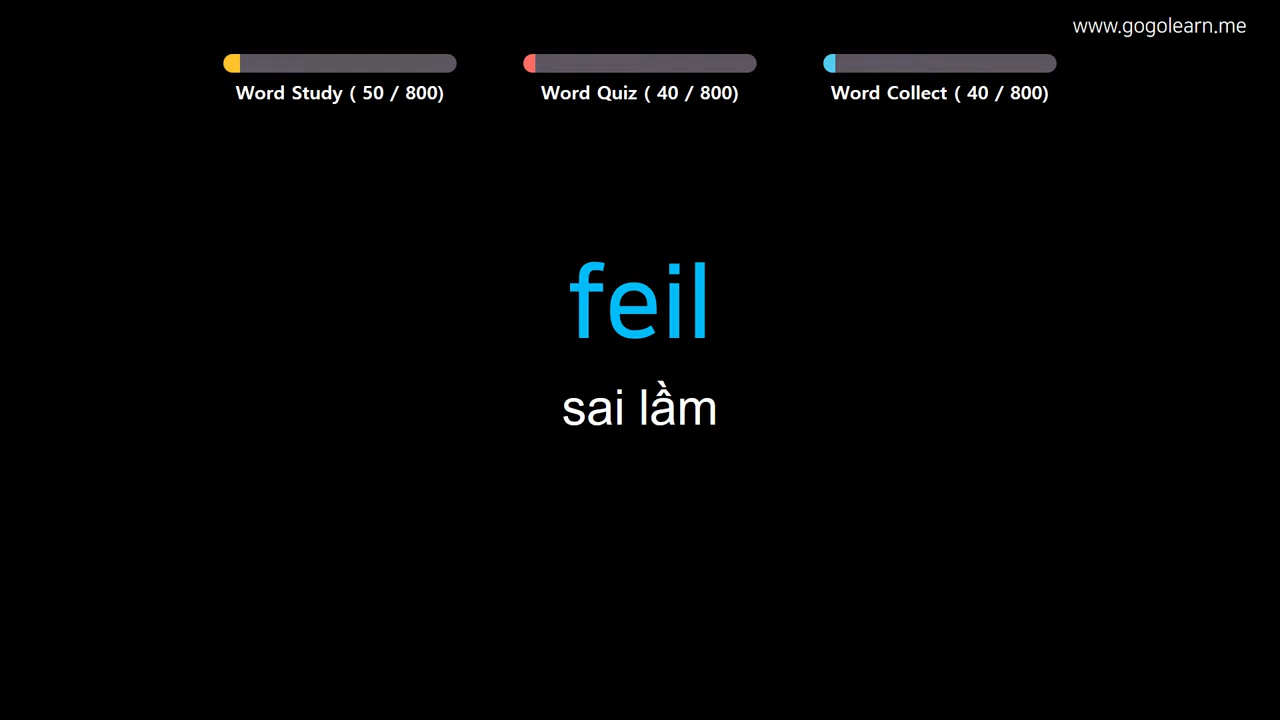 www.gogolearn.me
Word Study ( 50 / 800)
Word Quiz ( 40 / 800)
Word Collect ( 40 / 800)
feil
sai lầm